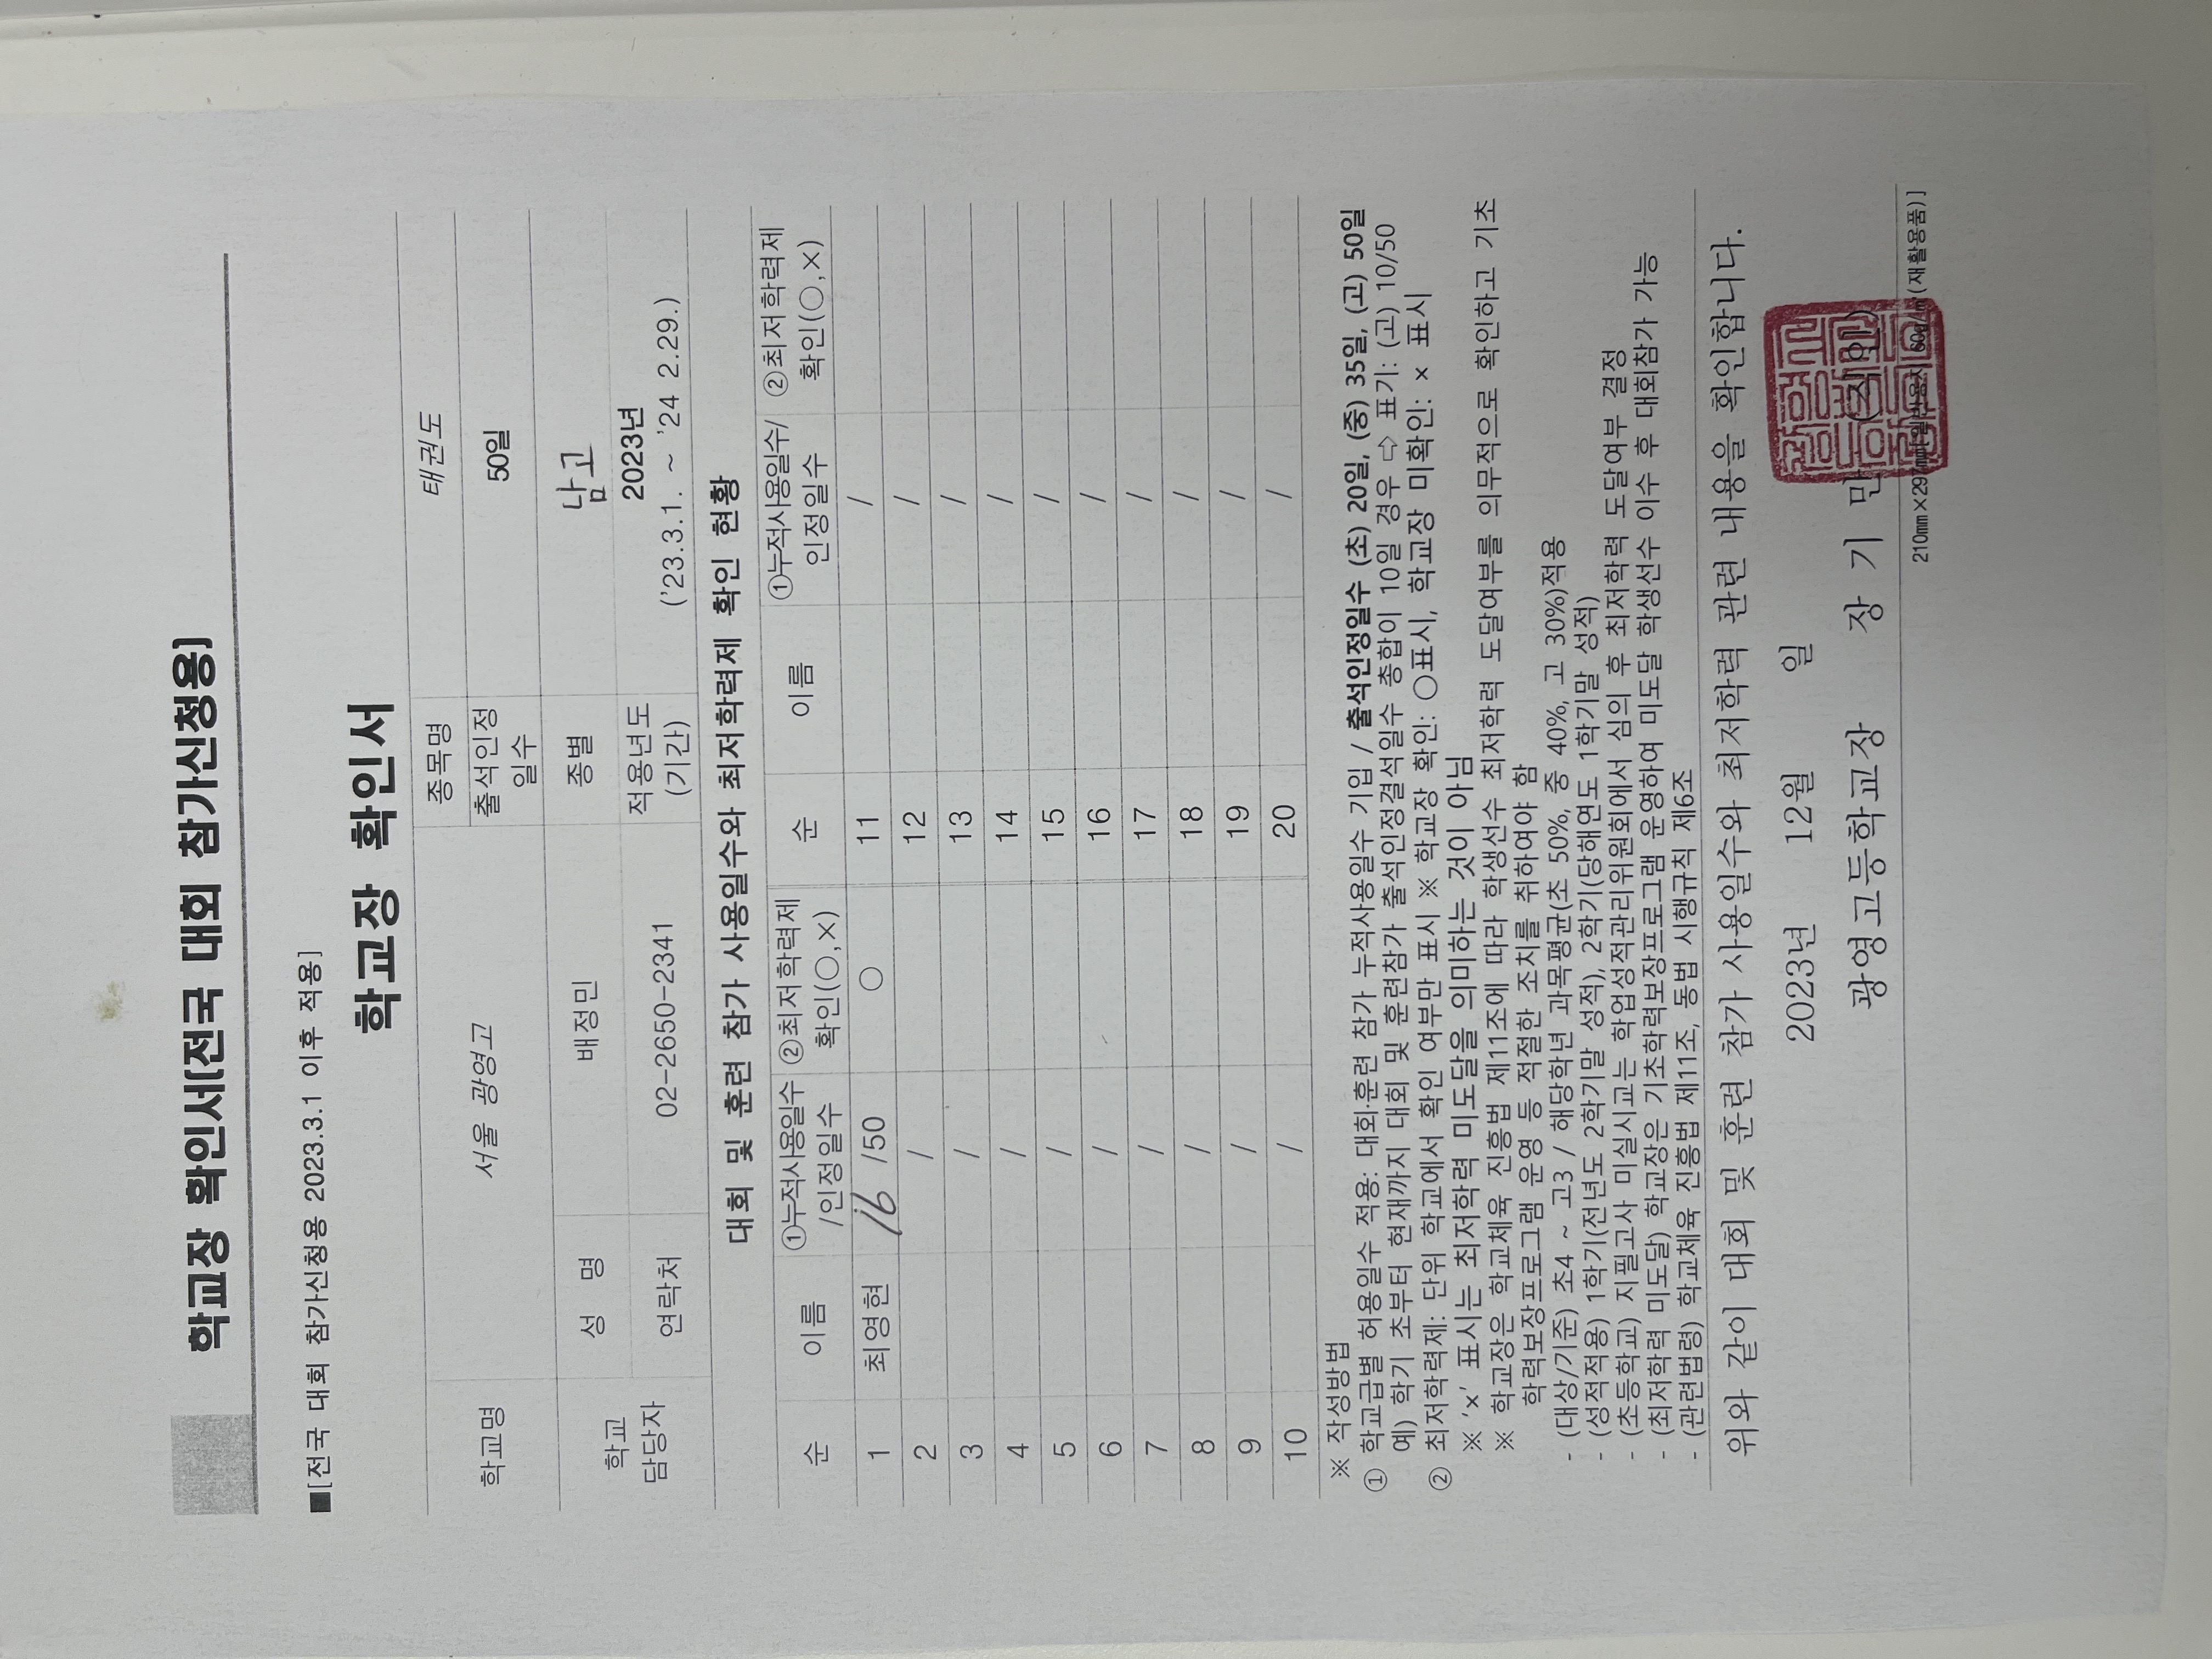 학교장 확인서[전국 대회 참가신청용]
■[전국 대회 참가신청용 2023.3.1 이후 적용]
학교장 확인서
학교명 서울 광영고 종목명 태권도
출석인정 일수 50일
학교 담당자 성 명 배정민 종별 남고
연락처 02-2650-2341 적용년도 (기간) 2023년 ('23.3.1. ~ '24 2.29.)
대회 및 훈련 참가 사용일수와 최저학력제 확인 현황
순 이름 ①누적사용일수 /인정일수 ②최저학력제 확인(○,×) 순 이름 ①누적사용일수/ 인정일수 ②최저학력제 확인(○,×)
1 최영현 16 /50 ○ 11 /
2 / 12 /
3 / 13 /
4 / 14 /
5 / 15 /
6 / 16 /
7 / 17 /
8 / 18 /
9 / 19 /
10 / 20 /
※ 작성방법
① 학교급별 허용일수 적용: 대회·훈련 참가 누적사용일수 기입 / 출석인정일수 (초) 20일, (중) 35일, (고) 50일
예) 학기 초부터 현재까지 대회 및 훈련참가 출석인정결석일수 총합이 10일 경우 ⇨ 표기: (고) 10/50
② 최저학력제: 단위 학교에서 확인 여부만 표시 ※ 학교장 확인: ○표시, 학교장 미확인: × 표시
※ '×' 표시는 최저학력 미도달을 의미하는 것이 아님
※ 학교장은 학교체육 진흥법 제11조에 따라 학생선수 최저학력 도달여부를 의무적으로 확인하고 기초
학력보장프로그램 운영 등 적절한 조치를 취하여야 함
- (대상/기준) 초4 ~ 고3 / 해당학년 과목평균(초 50%, 중 40%, 고 30%)적용
- (성적적용) 1학기(전년도 2학기말 성적), 2학기(당해연도 1학기말 성적)
- (초등학교) 지필고사 미실시교는 학업성적관리위원회에서 심의 후 최저학력 도달여부 결정
- (최저학력 미도달) 학교장은 기초학력보장프로그램 운영하여 미도달 학생선수 이수 후 대회참가 가능
- (관련법령) 학교체육 진흥법 제11조, 동법 시행규칙 제6조
위와 같이 대회 및 훈련 참가 사용일수와 최저학력 관련 내용을 확인합니다.
2023년 12월 일
광영고등학교장 장 기 만 (직인)
210mm×297mm[일반용지 60g/㎡(재활용품)]